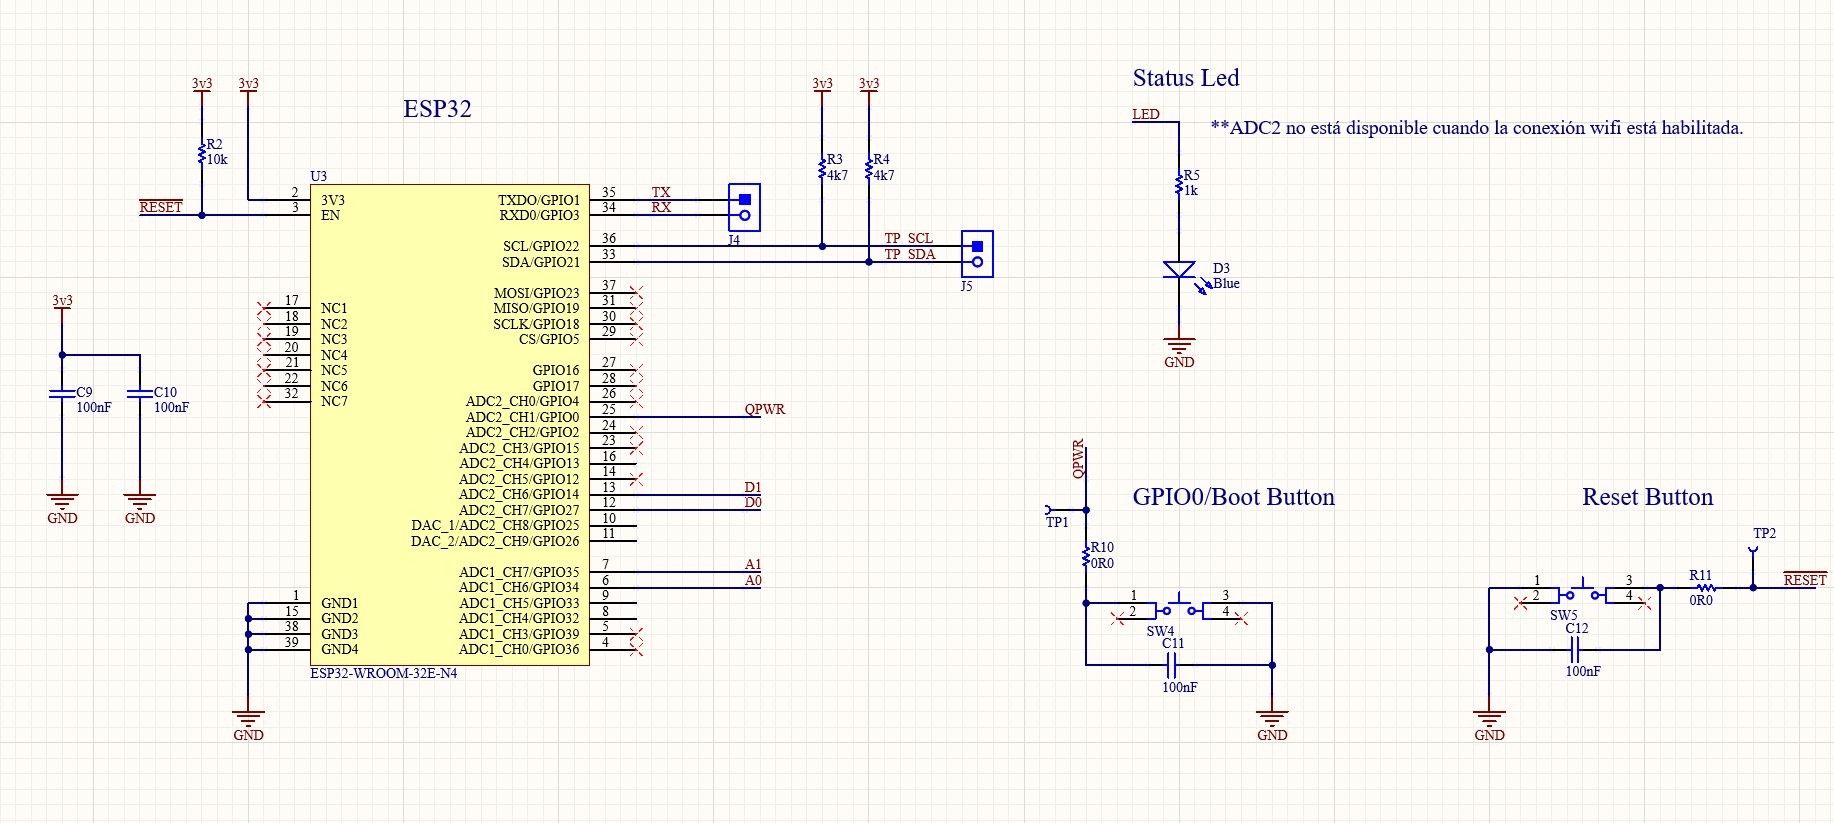 Status Led
LED
**ADC2 no está disponible cuando la conexión wifi está habilitada.
R5
1k
D3
Blue
GND
3v3
3v3
3v3
3v3
ESP32
R2
10k
R3
4k7
R4
4k7
U3
RESET
2
3V3
3
EN
TXD0/GPIO1
35
TX
RXD0/GPIO3
34
RX
J4
SCL/GPIO22
36
TP_SCL
SDA/GPIO21
33
TP_SDA
J5
MOSI/GPIO23
37
MISO/GPIO19
31
SCLK/GPIO18
30
CS/GPIO5
29
17
NC1
18
NC2
19
NC3
20
NC4
21
NC5
22
NC6
32
NC7
GPIO16
27
GPIO17
28
ADC2_CH0/GPIO4
26
ADC2_CH1/GPIO0
25
QPWR
ADC2_CH2/GPIO2
24
ADC2_CH3/GPIO15
23
ADC2_CH4/GPIO13
16
ADC2_CH5/GPIO12
14
ADC2_CH6/GPIO14
13
D1
ADC2_CH7/GPIO27
12
D0
DAC_1/ADC2_CH8/GPIO25
10
DAC_2/ADC2_CH9/GPIO26
11
ADC1_CH7/GPIO35
7
A1
ADC1_CH6/GPIO34
6
A0
ADC1_CH5/GPIO33
9
ADC1_CH4/GPIO32
8
ADC1_CH3/GPIO39
5
ADC1_CH0/GPIO36
4
1
GND1
15
GND2
38
GND3
39
GND4
ESP32-WROOM-32E-N4
GND
3v3
C9
100nF
C10
100nF
GND
GND
GPIO0/Boot Button
QPWR
TP1
R10
0R0
1
2
3
4
SW4
C11
100nF
GND
Reset Button
TP2
RESET
R11
0R0
1
2
3
4
SW5
C12
100nF
GND